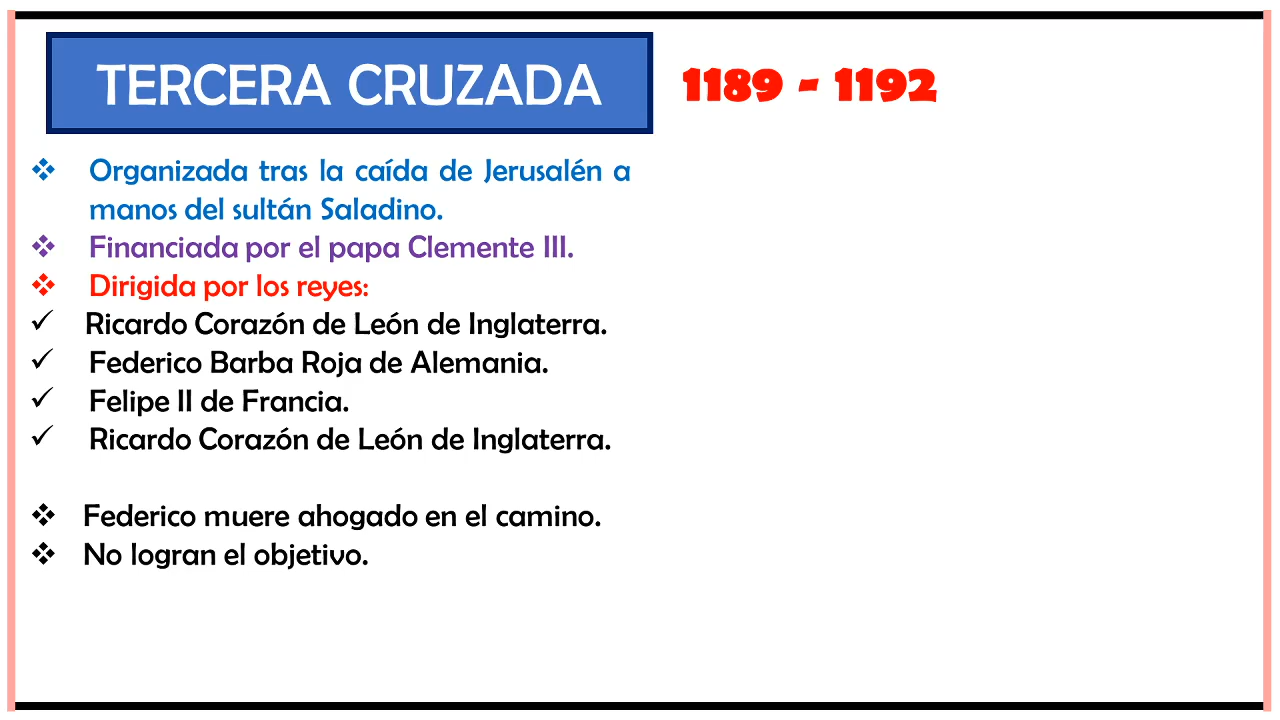 TERCERA CRUZADA
1189 - 1192
❖ Organizada tras la caída de Jerusalén a
manos del sultán Saladino.
❖ Financiada por el papa Clemente III.
❖ Dirigida por los reyes:
✓ Ricardo Corazón de León de Inglaterra.
✓ Federico Barba Roja de Alemania.
✓ Felipe II de Francia.
✓ Ricardo Corazón de León de Inglaterra.
❖ Federico muere ahogado en el camino.
❖ No logran el objetivo.